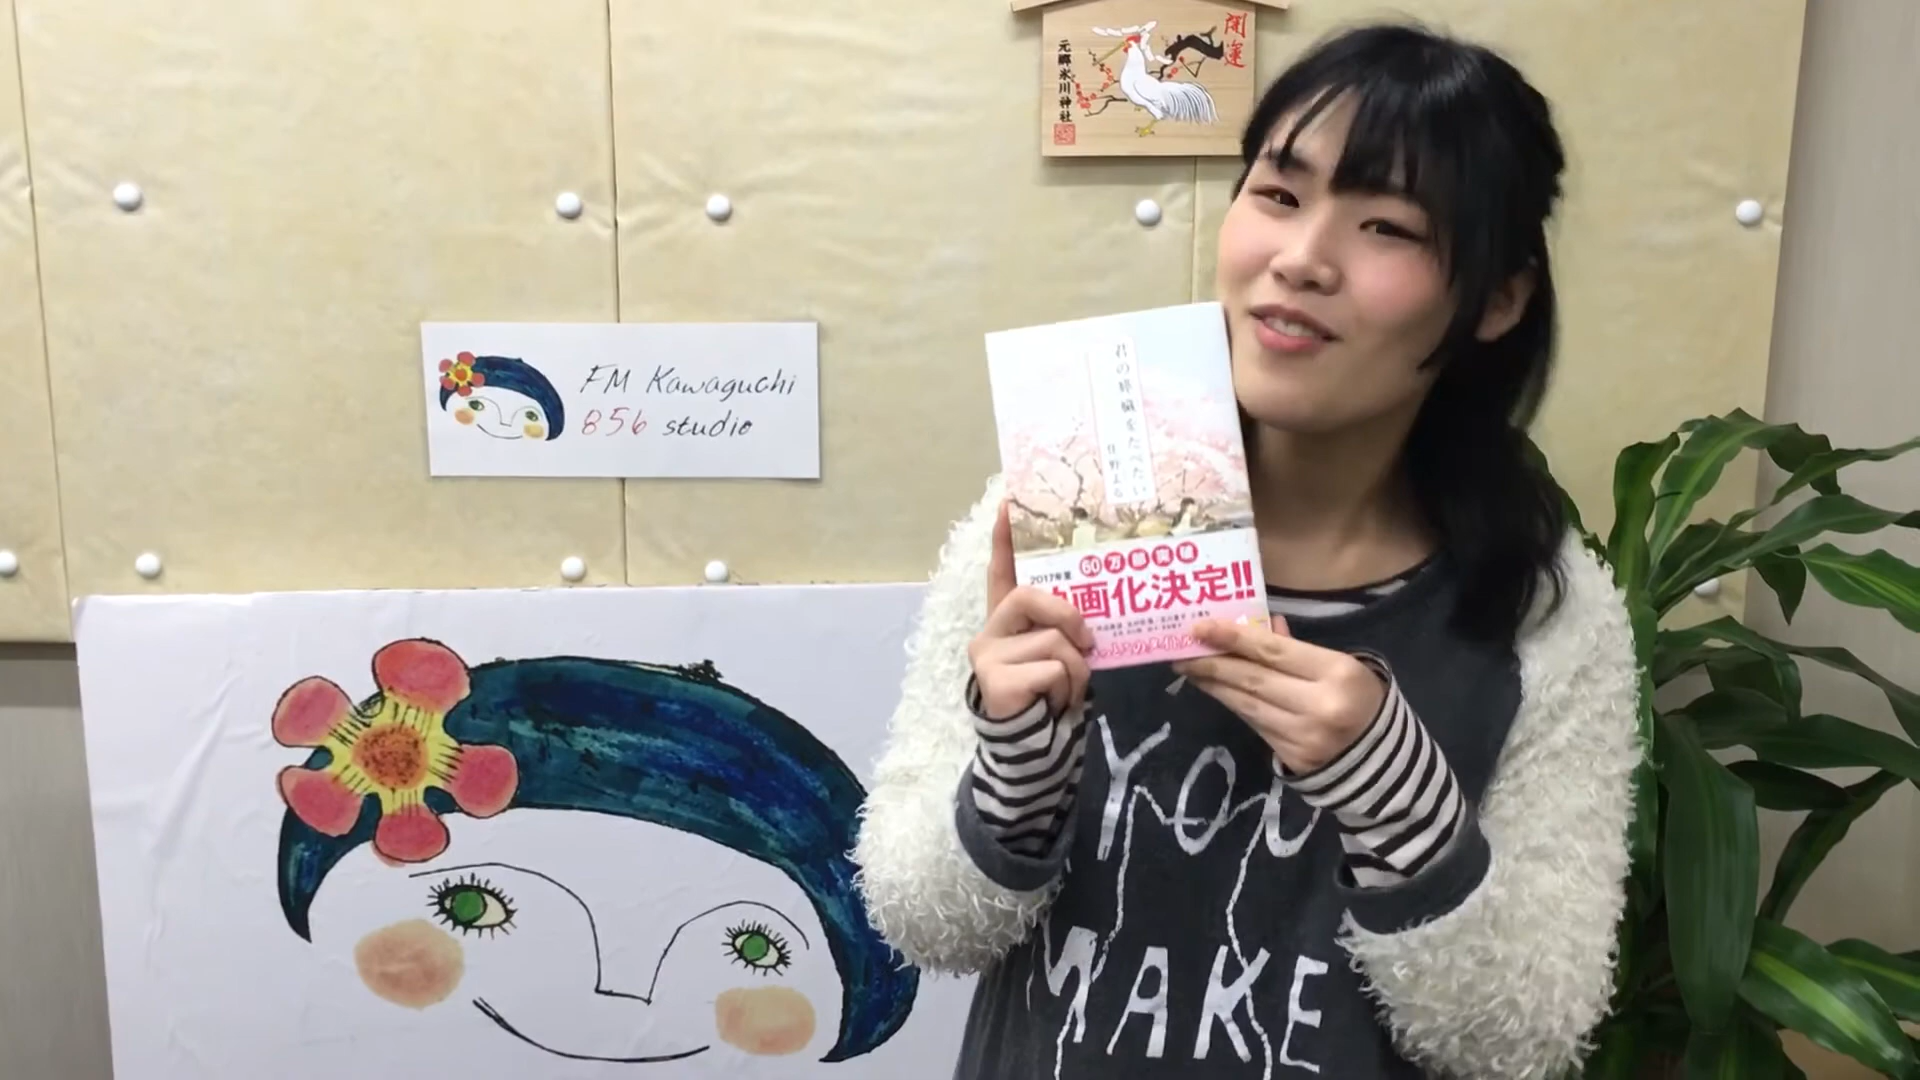 開運
元郷氷川神社
FM Kawaguchi
856 studio
君の膵臓をたべたい
住野よる
60万部突破
2017年夏
映画化決定!!
YOU
MAKE